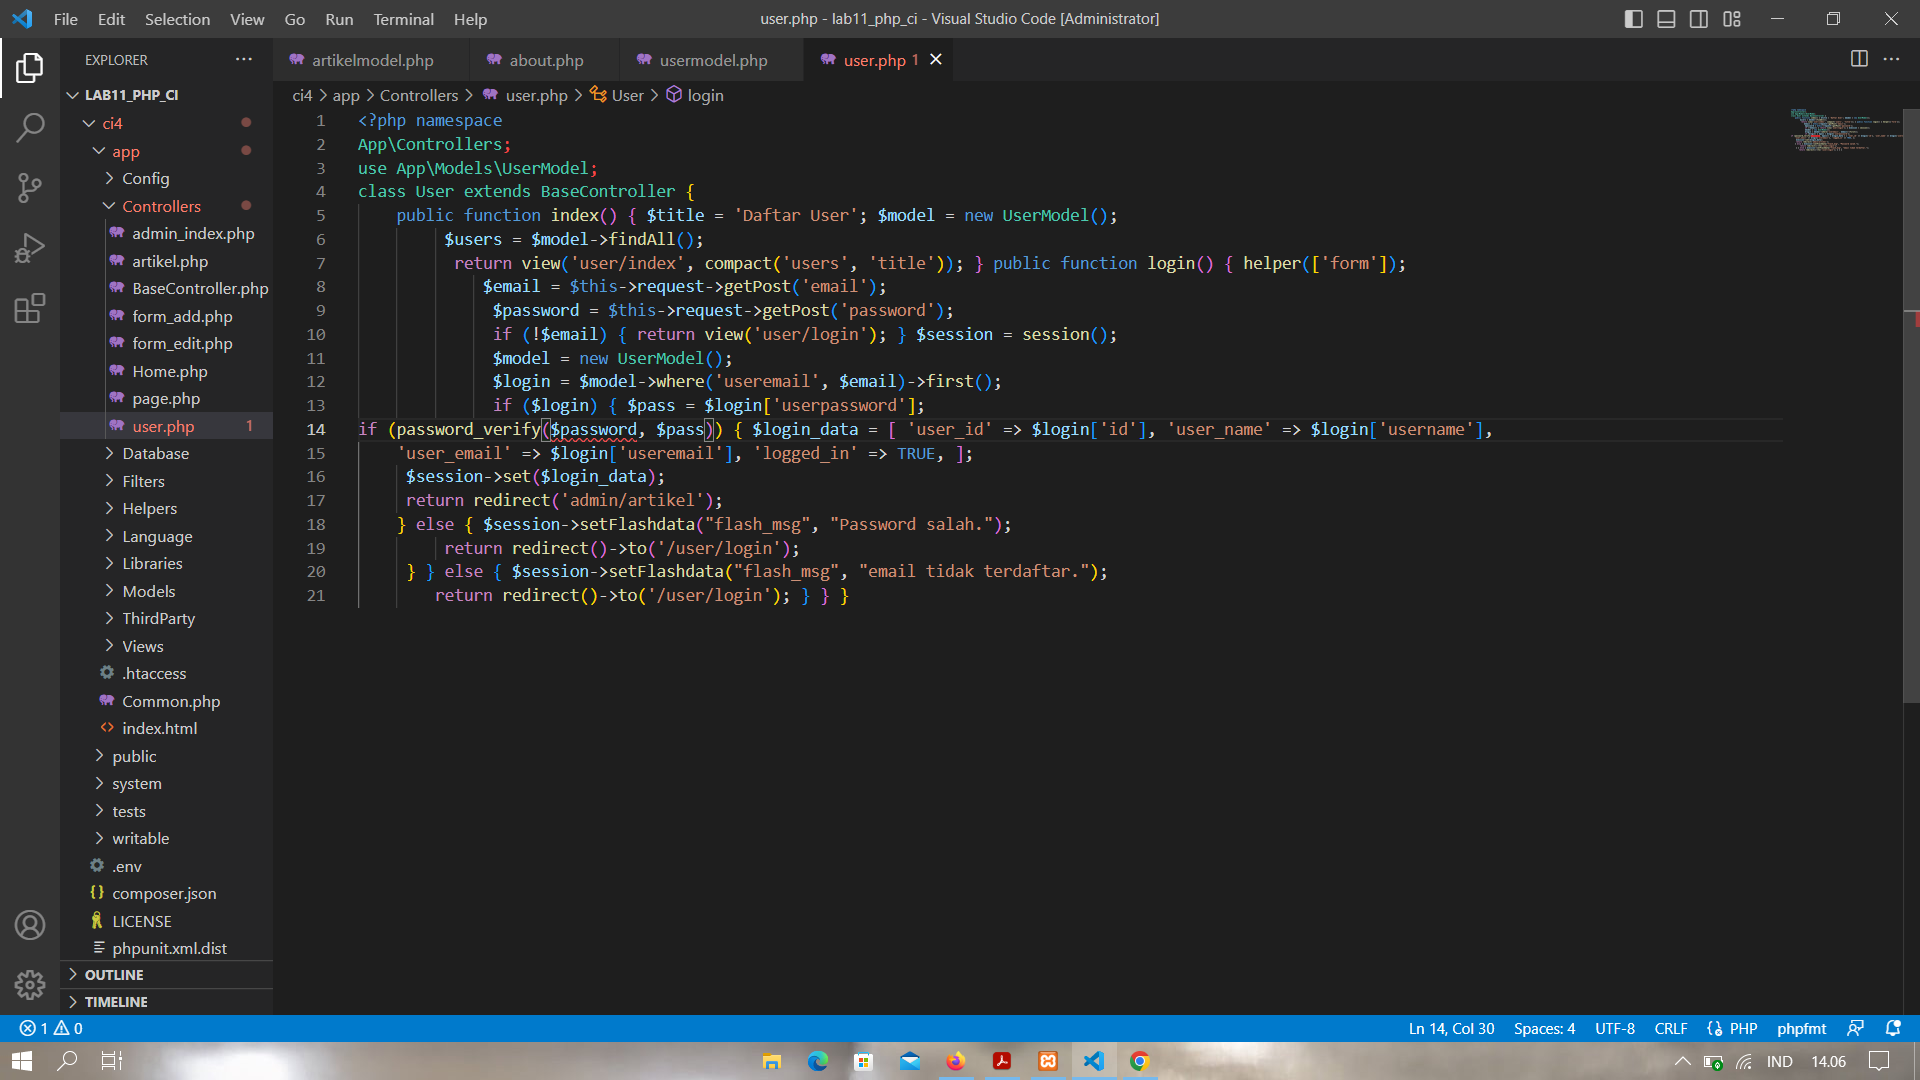 File Edit Selection View Go Run Terminal Help
user.php - lab11_php_ci - Visual Studio Code [Administrator]
EXPLORER
artikelmodel.php
about.php
usermodel.php
user.php 1
LAB11_PHP_CI
ci4
app
Config
Controllers
admin_index.php
artikel.php
BaseController.php
form_add.php
form_edit.php
Home.php
page.php
user.php 1
Database
Filters
Helpers
Language
Libraries
Models
ThirdParty
Views
.htaccess
Common.php
index.html
public
system
tests
writable
.env
composer.json
LICENSE
phpunit.xml.dist
OUTLINE
TIMELINE
ci4 > app > Controllers > user.php > User > login
1 <?php namespace
2 App\Controllers;
3 use App\Models\UserModel;
4 class User extends BaseController {
5 public function index() { $title = 'Daftar User'; $model = new UserModel();
6 $users = $model->findAll();
7 return view('user/index', compact('users', 'title')); } public function login() { helper(['form']);
8 $email = $this->request->getPost('email');
9 $password = $this->request->getPost('password');
10 if (!$email) { return view('user/login'); } $session = session();
11 $model = new UserModel();
12 $login = $model->where('useremail', $email)->first();
13 if ($login) { $pass = $login['userpassword'];
14 if (password_verify($password, $pass)) { $login_data = [ 'user_id' => $login['id'], 'user_name' => $login['username'],
15 'user_email' => $login['useremail'], 'logged_in' => TRUE, ];
16 $session->set($login_data);
17 return redirect('admin/artikel');
18 } else { $session->setFlashdata("flash_msg", "Password salah.");
19 return redirect()->to('/user/login');
20 } } else { $session->setFlashdata("flash_msg", "email tidak terdaftar.");
21 return redirect()->to('/user/login'); } } }
1 0
Ln 14, Col 30 Spaces: 4 UTF-8 CRLF PHP phpfmt
IND 14.06